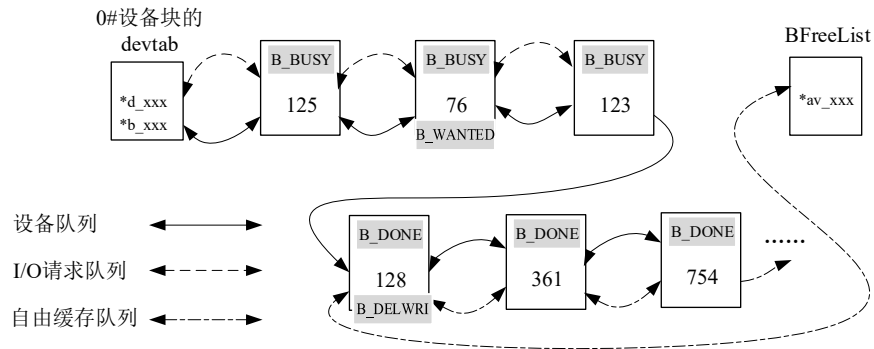 0#设备块的
devtab
*d_xxx
*b_xxx
B_BUSY
125
B_BUSY
76
B_WANTED
B_BUSY
123
BFreeList
*av_xxx
设备队列
I/O请求队列
自由缓存队列
B_DONE
128
B_DELWRI
B_DONE
361
B_DONE
754
……